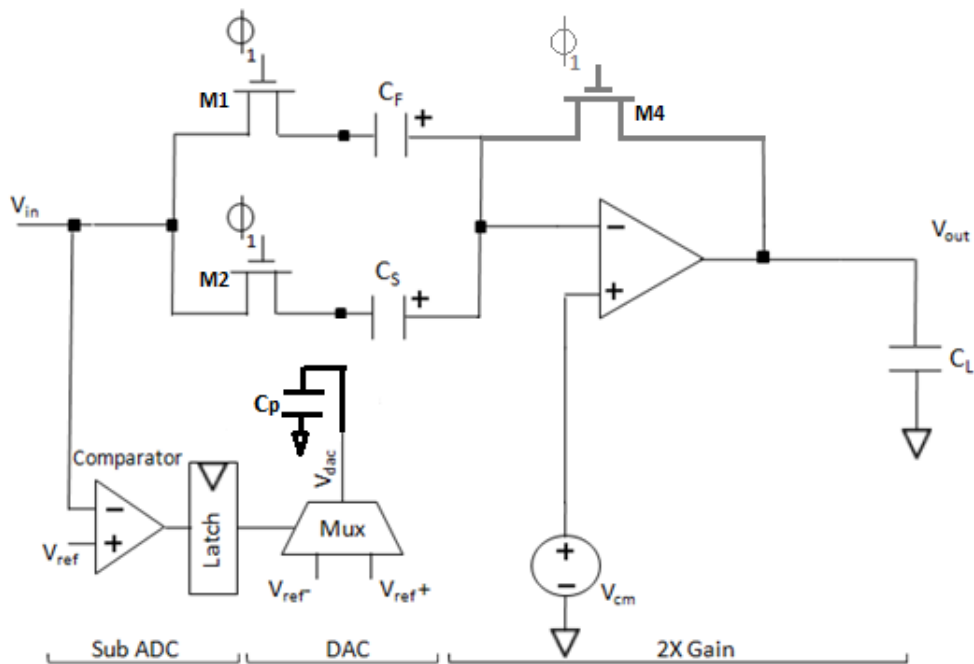 Φ1
Φ1
M1
CF
+
M4
Vin
Φ1
M2
CS
+
−
+
Vout
CL
Cp
Vdac
Comparator
−
+
Vref
Latch
Mux
Vref-
Vref+
+
−
Vcm
Sub ADC
DAC
2X Gain